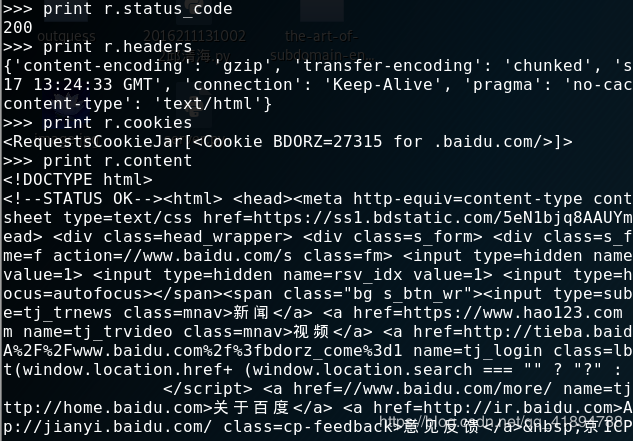 >>> print r.status_code
200
>>> print r.headers
{'content-encoding': 'gzip', 'transfer-encoding': 'chunked', 's
17 13:24:33 GMT', 'connection': 'Keep-Alive', 'pragma': 'no-cac
content-type': 'text/html'}
>>> print r.cookies
<RequestsCookieJar[<Cookie BDORZ=27315 for .baidu.com/>]>
>>> print r.content
<!DOCTYPE html>
<!--STATUS OK--><html> <head><meta http-equiv=content-type cont
sheet type=text/css href=https://ss1.bdstatic.com/5eN1bjq8AAUYm
ead> <div class=head_wrapper> <div class=s_form> <div class=s_f
me=f action=//www.baidu.com/s class=fm> <input type=hidden name
value=1> <input type=hidden name=rsv_idx value=1> <input type=h
ocus=autofocus></span><span class="bg s_btn_wr"><input type=sub
e=tj_trnews class=mnav>新闻</a> <a href=https://www.hao123.com
m name=tj_trvideo class=mnav>视频</a> <a href=http://tieba.baid
A%2F%2Fwww.baidu.com%2f%3fbdorz_come%3d1 name=tj_login class=lb
t(window.location.href+ (window.location.search === "" ? "?" :
</script> <a href=//www.baidu.com/more/ name=tj
ttp://home.baidu.com>关于百度</a> <a href=http://ir.baidu.com>A
p://jianyi.baidu.com/ class=cp-feedback>意见反馈</a>&nbsp;京ICP
outguess
2016211131002
the-art-of-
subdomain-en